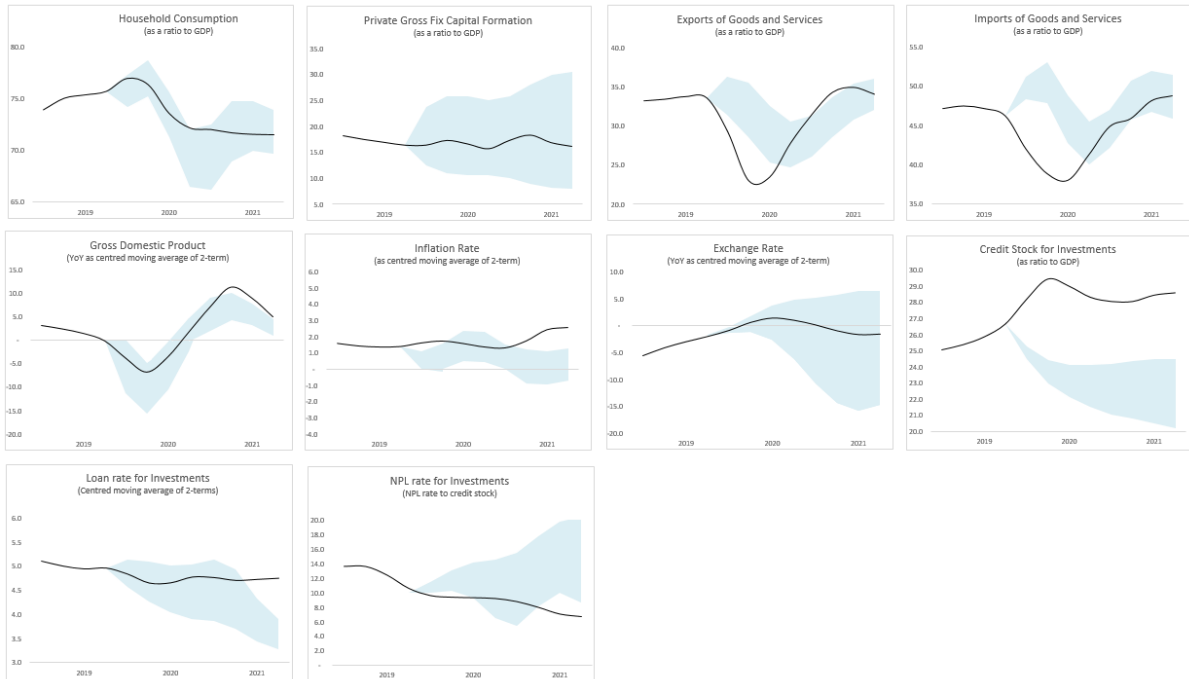 Household Consumption
(as a ratio to GDP)
80.0
75.0
70.0
65.0
2019 2020 2021
Private Gross Fix Capital Formation
(as a ratio to GDP)
35.0
30.0
25.0
20.0
15.0
10.0
5.0
2019 2020 2021
Exports of Goods and Services
(as a ratio to GDP)
40.0
35.0
30.0
25.0
20.0
2019 2020 2021
Imports of Goods and Services
(as a ratio to GDP)
55.0
50.0
45.0
40.0
35.0
2019 2020 2021
Gross Domestic Product
(YoY as centred moving average of 2-term)
15.0
10.0
5.0
-
-5.0
-10.0
-15.0
-20.0
2019 2020 2021
Inflation Rate
(as centred moving average of 2-term)
6.0
5.0
4.0
3.0
2.0
1.0
-
-1.0
-2.0
-3.0
-4.0
2019 2020 2021
Exchange Rate
(YoY as centred moving average of 2-term)
10.0
5.0
-
-5.0
-10.0
-15.0
-20.0
2019 2020 2021
Credit Stock for Investments
(as ratio to GDP)
30.0
29.0
28.0
27.0
26.0
25.0
24.0
23.0
22.0
21.0
20.0
2019 2020 2021
Loan rate for Investments
(Centred moving average of 2-terms)
6.0
5.5
5.0
4.5
4.0
3.5
3.0
2019 2020 2021
NPL rate for Investments
(NPL rate to credit stock)
20.0
18.0
16.0
14.0
12.0
10.0
8.0
6.0
4.0
2.0
-
2019 2020 2021